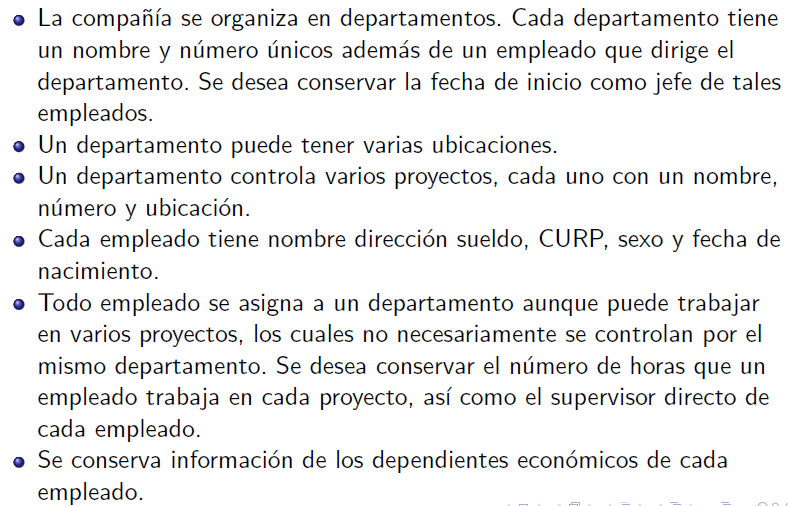 La compañía se organiza en departamentos. Cada departamento tiene
un nombre y número únicos además de un empleado que dirige el
departamento. Se desea conservar la fecha de inicio como jefe de tales
empleados.
Un departamento puede tener varias ubicaciones.
Un departamento controla varios proyectos, cada uno con un nombre,
número y ubicación.
Cada empleado tiene nombre dirección sueldo, CURP, sexo y fecha de
nacimiento.
Todo empleado se asigna a un departamento aunque puede trabajar
en varios proyectos, los cuales no necesariamente se controlan por el
mismo departamento. Se desea conservar el número de horas que un
empleado trabaja en cada proyecto, así como el supervisor directo de
cada empleado.
Se conserva información de los dependientes económicos de cada
empleado.